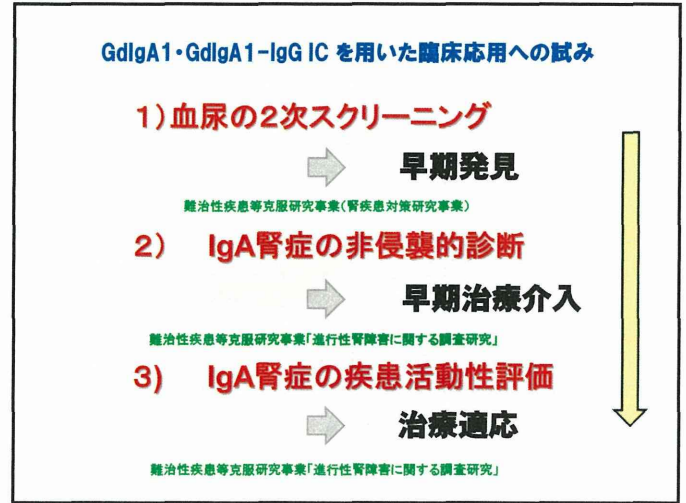 GdIgA1・GdIgA1-IgG IC を用いた臨床応用への試み
1)血尿の2次スクリーニング
早期発見
難治性疾患等克服研究事業(腎疾患対策研究事業)
2) IgA腎症の非侵襲的診断
早期治療介入
難治性疾患等克服研究事業「進行性腎障害に関する調査研究」
3) IgA腎症の疾患活動性評価
治療適応
難治性疾患等克服研究事業「進行性腎障害に関する調査研究」